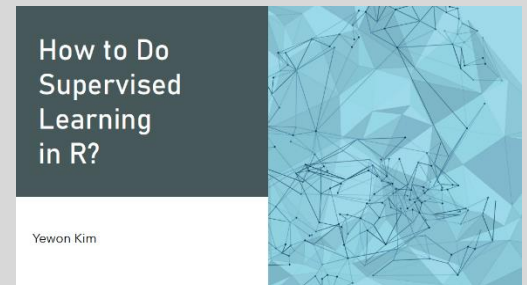 How to Do
Supervised
Learning
in R?
Yewon Kim